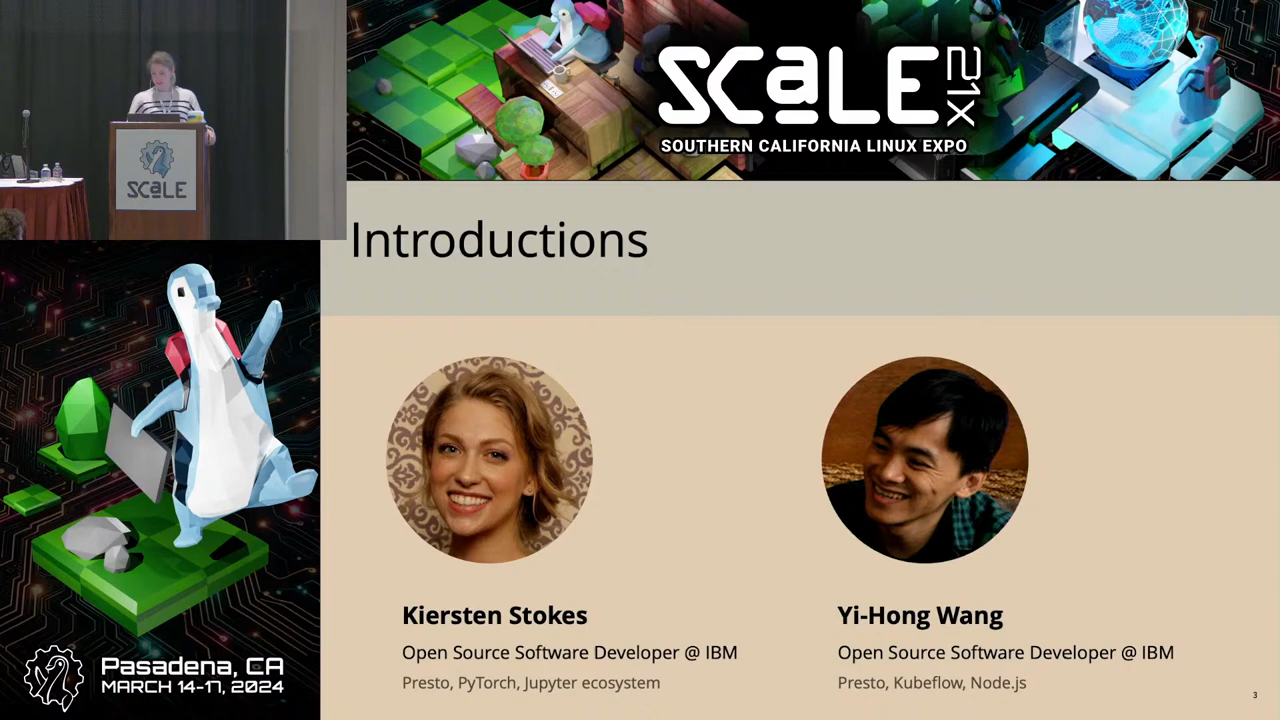 SCALE
21X
SOUTHERN CALIFORNIA LINUX EXPO
SCALE
Introductions
Kiersten Stokes
Open Source Software Developer @ IBM
Presto, PyTorch, Jupyter ecosystem
Yi-Hong Wang
Open Source Software Developer @ IBM
Presto, Kubeflow, Node.js
Pasadena, CA
MARCH 14-17, 2024
3